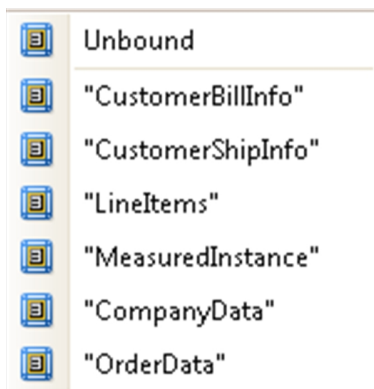 Unbound
"CustomerBillInfo"
"CustomerShipInfo"
"LineItems"
"MeasuredInstance"
"CompanyData"
"OrderData"